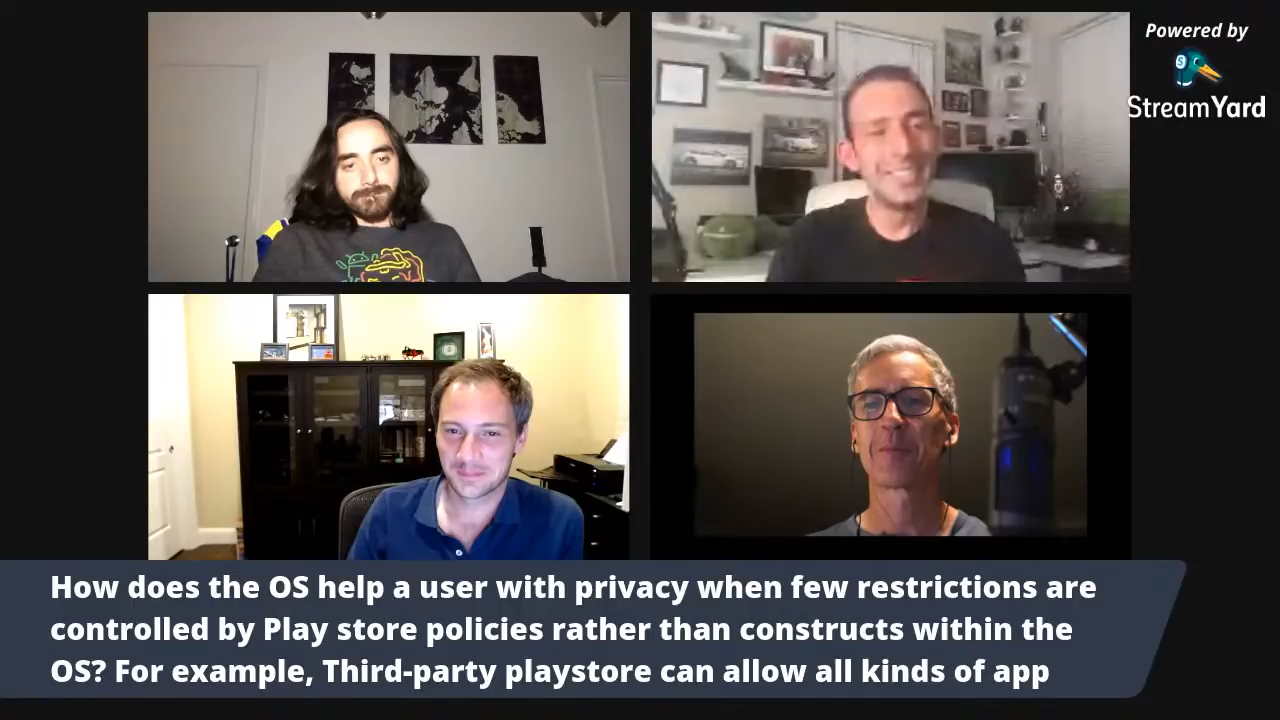 Powered by
StreamYard
How does the OS help a user with privacy when few restrictions are
controlled by Play store policies rather than constructs within the
OS? For example, Third-party playstore can allow all kinds of app